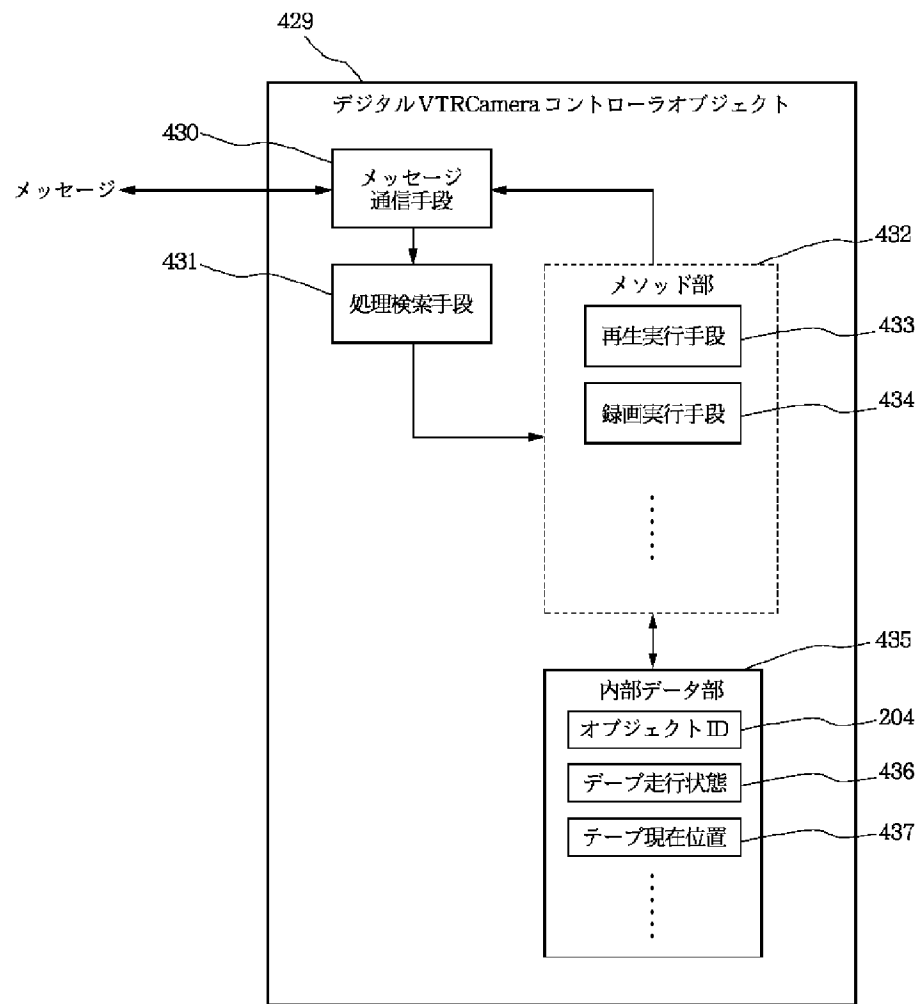 429
デジタルVTRCameraコントローラオブジェクト
430
メッセージ
メッセージ
通信手段
431
処理検索手段
432
メソッド部
再生実行手段
433
録画実行手段
434
435
内部データ部
オブジェクトID
204
デープ走行状態
436
テープ現在位置
437